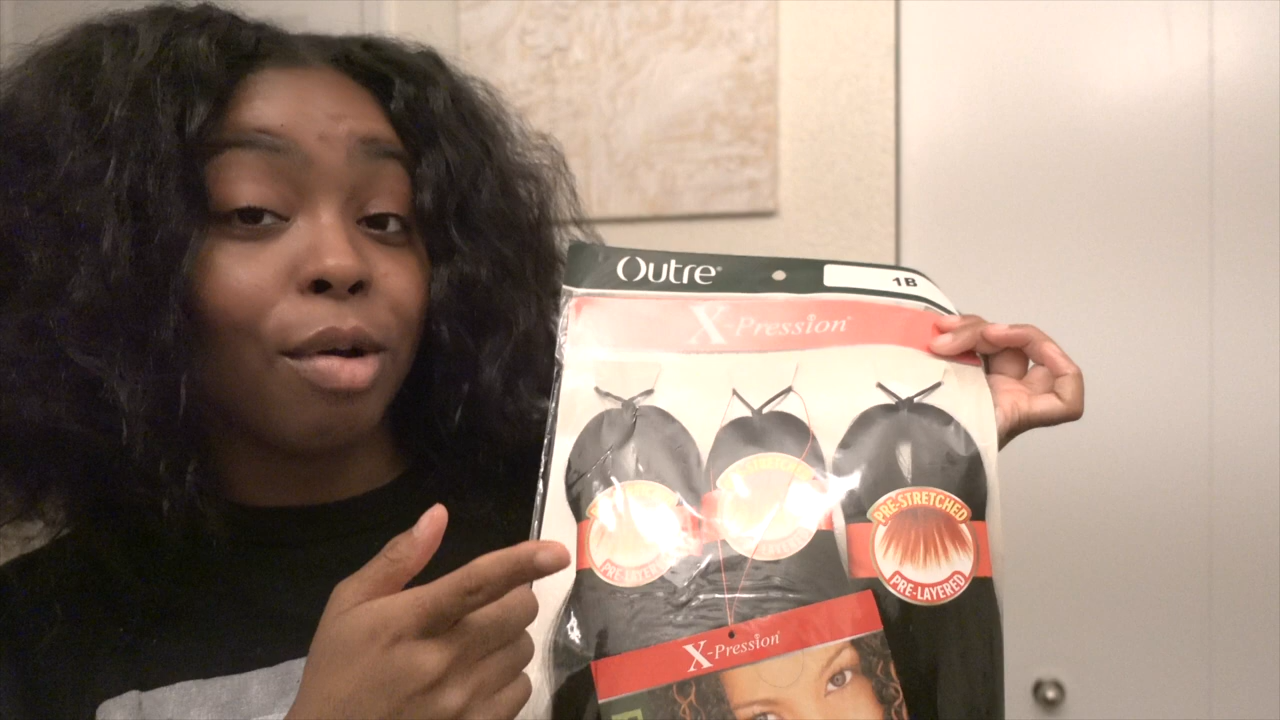 Outre®
1B
X-Pression
PRE-STRETCHED
PRE-LAYERED
X-Pression